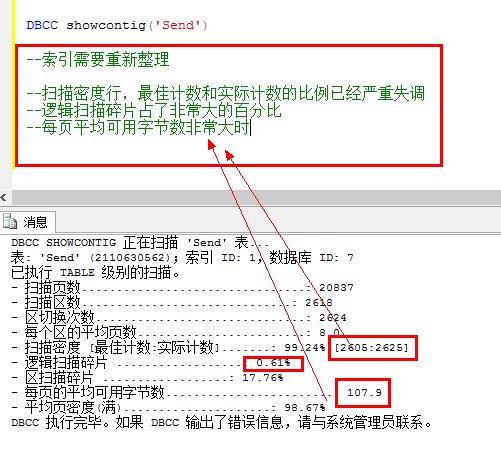 DBCC showcontig('Send')
--索引需要重新整理
--扫描密度行，最佳计数和实际计数的比例已经严重失调
--逻辑扫描碎片占了非常大的百分比
--每页平均可用字节数非常大时
消息
DBCC SHOWCONTIG 正在扫描 'Send' 表...
表: 'Send' (2110630562)；索引 ID: 1，数据库 ID: 7
已执行 TABLE 级别的扫描。
- 扫描页数................................: 20837
- 扫描区数..............................: 2618
- 区切换次数..............................: 2624
- 每个区的平均页数........................: 8.0
- 扫描密度 [最佳计数:实际计数].......: 99.24% [2605:2625]
- 逻辑扫描碎片 ..................: 0.61%
- 区扫描碎片 ..................: 17.76%
- 每页的平均可用字节数........................: 107.9
- 平均页密度(满).....................: 98.67%
DBCC 执行完毕。如果 DBCC 输出了错误信息，请与系统管理员联系。